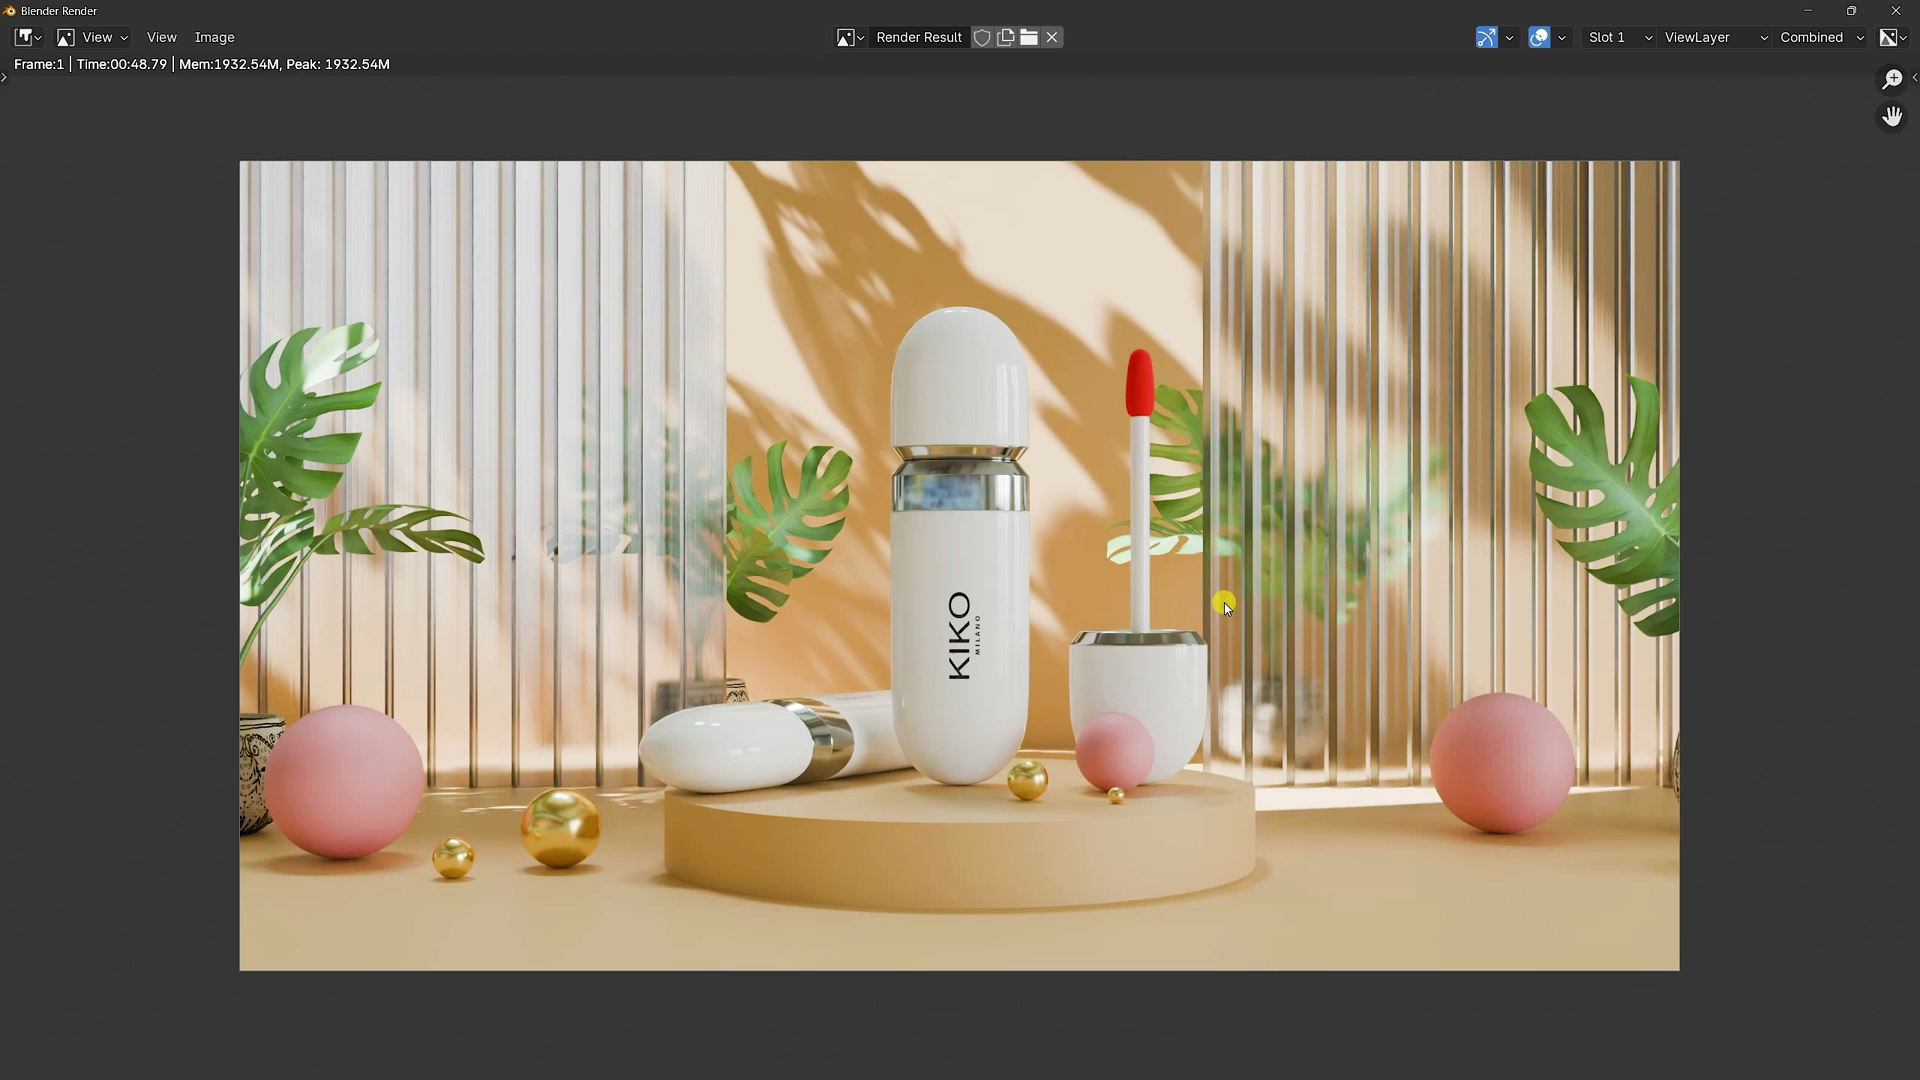 Blender Render
View View Image Render Result Slot 1 ViewLayer Combined
Frame:1 | Time:00:48.79 | Mem:1932.54M, Peak: 1932.54M
KIKO
MILANO